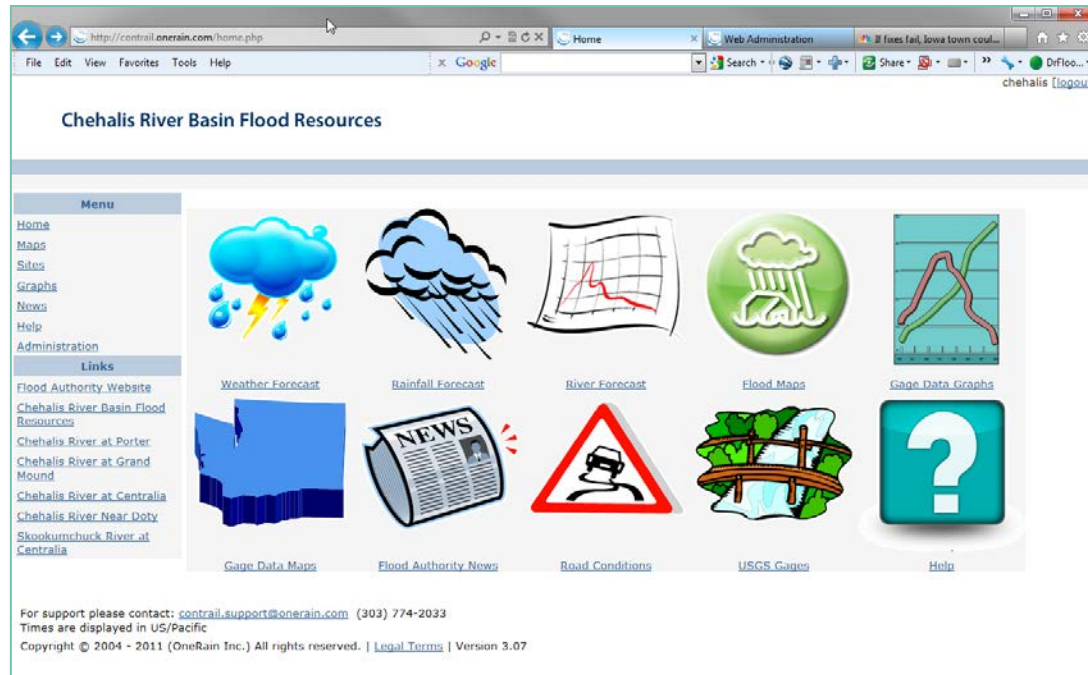 http://contrail.onerain.com/home.php
Home
Web Administration
If fixes fail, Iowa town coul...
File Edit View Favorites Tools Help
x Google
Search
Share
DrFloo...
chehalis [logout
Chehalis River Basin Flood Resources
Menu
Home
Maps
Sites
Graphs
News
Help
Administration
Links
Flood Authority Website
Chehalis River Basin Flood
Resources
Chehalis River at Porter
Chehalis River at Grand
Mound
Chehalis River at Centralia
Chehalis River Near Doty
Skookumchuck River at
Centralia
Weather Forecast
Rainfall Forecast
River Forecast
Flood Maps
Gage Data Graphs
NEWS
?
Gage Data Maps
Flood Authority News
Road Conditions
USGS Gages
Help
For support please contact: contrail.support@onerain.com (303) 774-2033
Times are displayed in US/Pacific
Copyright © 2004 - 2011 (OneRain Inc.) All rights reserved. | Legal Terms | Version 3.07